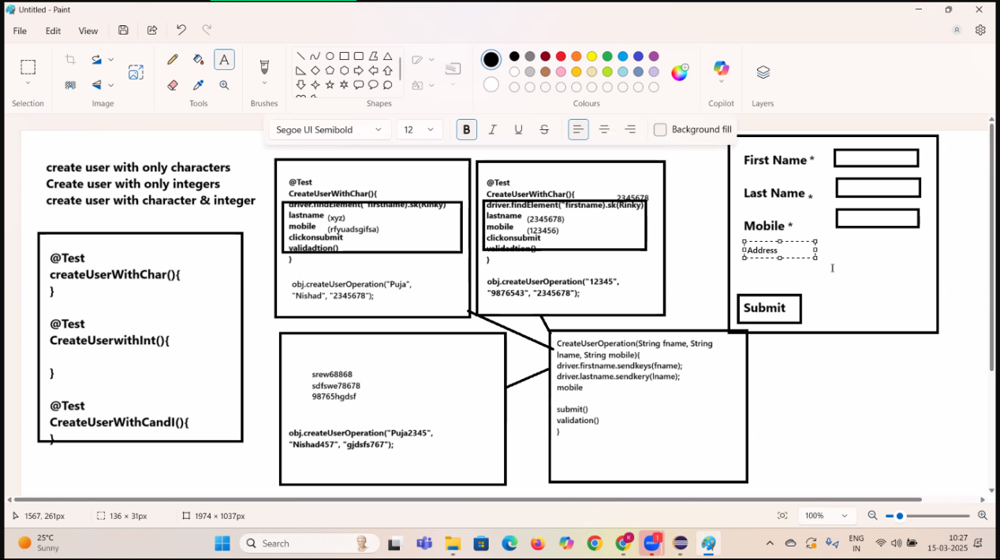 Untitled - Paint
File Edit View
Selection
Image
Tools
Brushes
Shapes
Colours
Copilot
Layers
Segoe UI Semibold
12
B I U S
Background fill
create user with only characters
Create user with only integers
create user with character & integer
@Test
createUserWithChar(){
}
@Test
CreateUserwithInt(){
}
@Test
CreateUserWithCandI(){
}
@Test
CreateUserWithChar(){
driver.findElement("firstname).sk(Rinky)
lastname (xyz)
mobile (rfyuadsgifsa)
clickonsubmit
validadtion()
}
obj.createUserOperation("Puja",
"Nishad", "2345678");
@Test
CreateUserWithChar(){
2345678
driver.findElement("firstname).sk(Rinky)
lastname (2345678)
mobile (123456)
clickonsubmit
validadtion()
}
obj.createUserOperation("12345",
"9876543", "2345678");
First Name *
Last Name *
Mobile *
Address
Submit
srew68868
sdfswe78678
98765hgdsf
obj.createUserOperation("Puja2345",
"Nishad457", "gjdsfs767");
CreateUserOperation(String fname, String
lname, String mobile){
driver.firstname.sendkeys(fname);
driver.lastname.sendkery(lname);
mobile
submit()
validation()
}
1567, 261px
136 × 31px
1974 × 1037px
100%
25°C
Sunny
Search
ENG
IN
10:27
15-03-2025